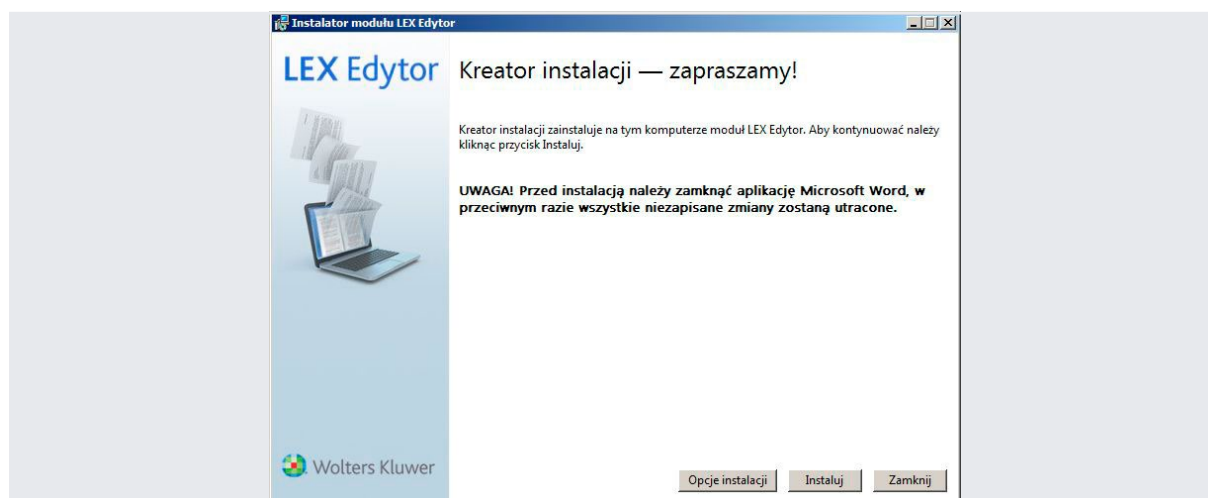 Instalator modułu LEX Edytor
LEX Edytor
Kreator instalacji — zapraszamy!
Kreator instalacji zainstaluje na tym komputerze moduł LEX Edytor. Aby kontynuować należy
kliknąc przycisk Instaluj.
UWAGA! Przed instalacją należy zamknąć aplikację Microsoft Word, w
przeciwnym razie wszystkie niezapisane zmiany zostaną utracone.
Wolters Kluwer
Opcje instalacji Instaluj Zamknij